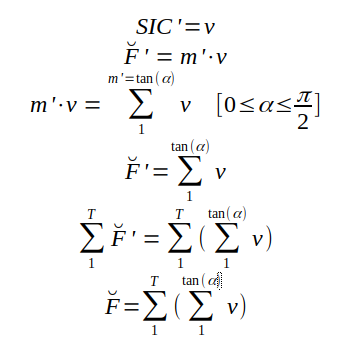 SIC'=v
F̆'=m'·v
m'·v = ∑_{1}^{m'=tan(α)} v [0≤α≤π/2]
F̆'=∑_{1}^{tan(α)} v
∑_{1}^{T} F̆' = ∑_{1}^{T} (∑_{1}^{tan(α)} v)
F̆=∑_{1}^{T} (∑_{1}^{tan(α)} v)